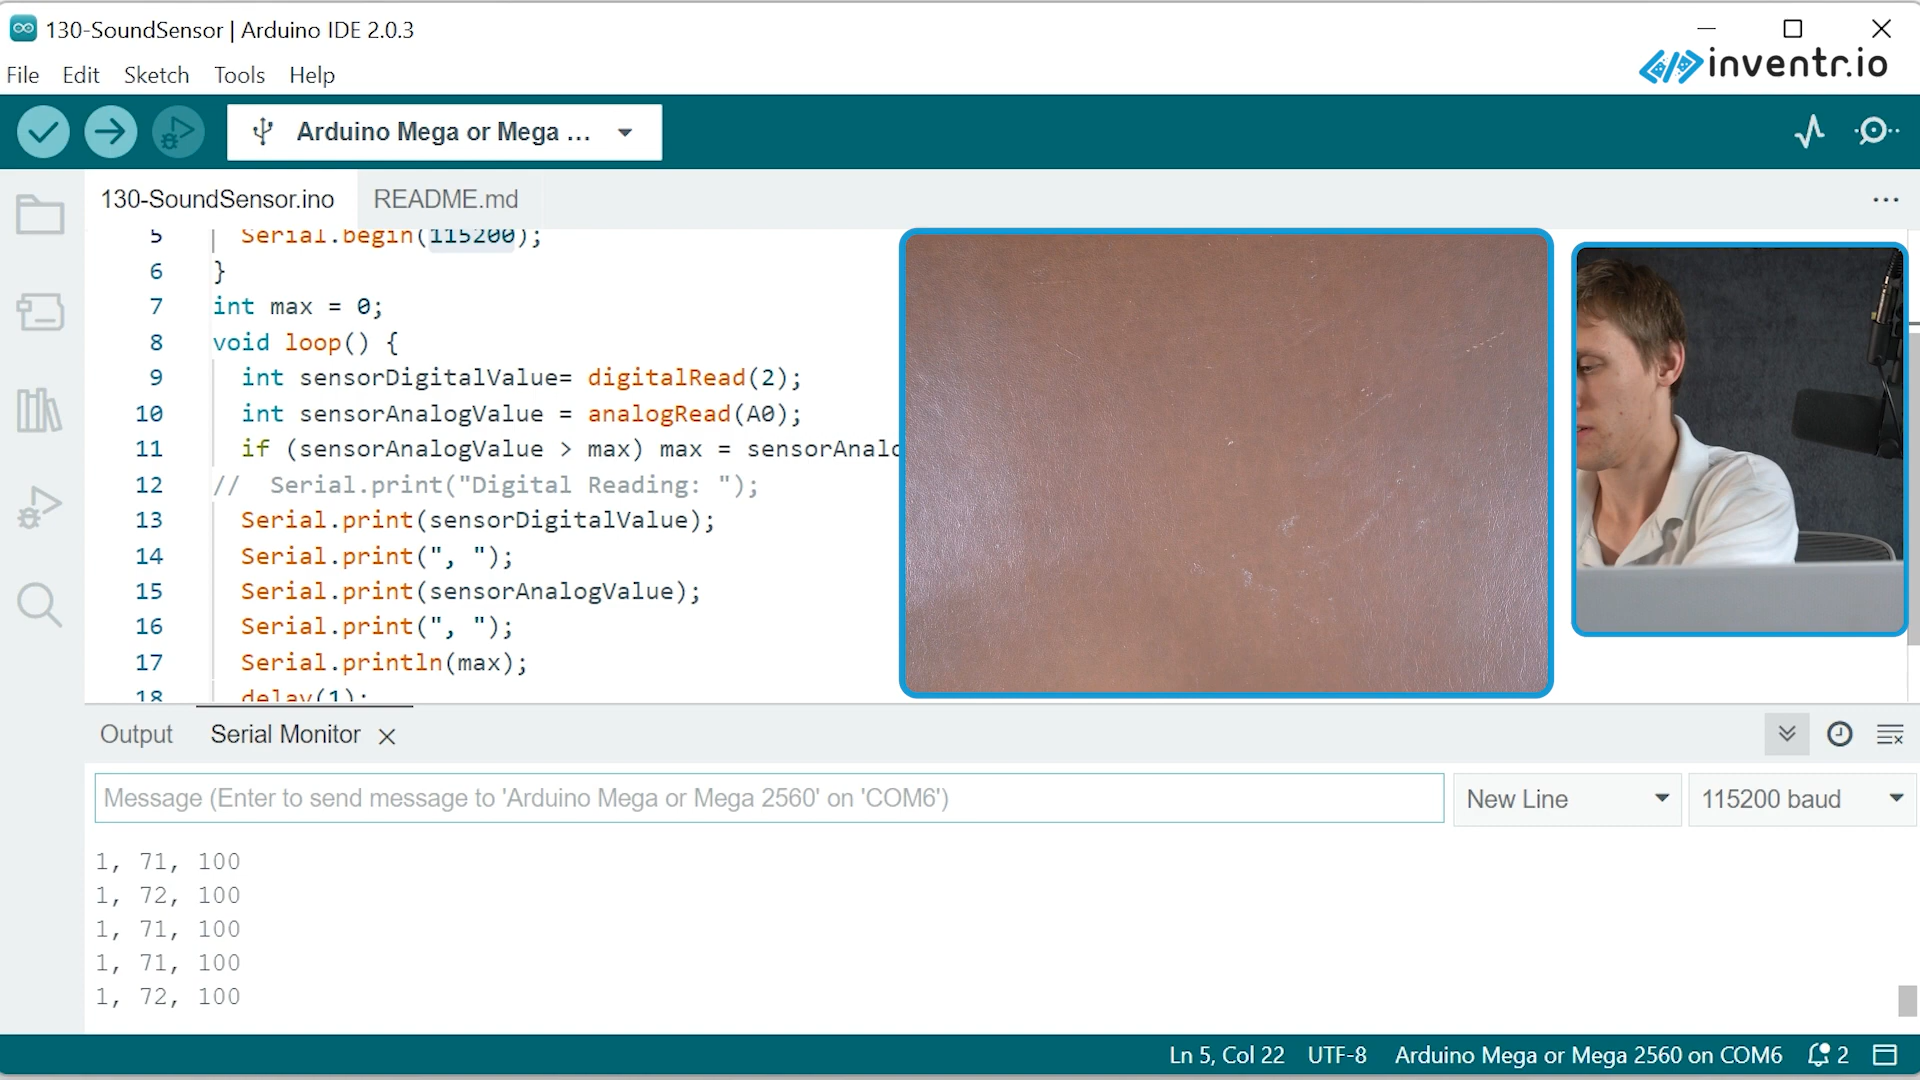 130-SoundSensor | Arduino IDE 2.0.3
inventr.io
File Edit Sketch Tools Help
Arduino Mega or Mega ...
130-SoundSensor.ino README.md
5 Serial.begin(115200);
6 }
7 int max = 0;
8 void loop() {
9 int sensorDigitalValue= digitalRead(2);
10 int sensorAnalogValue = analogRead(A0);
11 if (sensorAnalogValue > max) max = sensorAnalo
12 // Serial.print("Digital Reading: ");
13 Serial.print(sensorDigitalValue);
14 Serial.print(", ");
15 Serial.print(sensorAnalogValue);
16 Serial.print(", ");
17 Serial.println(max);
18 delay(1);
Output Serial Monitor
Message (Enter to send message to 'Arduino Mega or Mega 2560' on 'COM6') New Line 115200 baud
1, 71, 100
1, 72, 100
1, 71, 100
1, 71, 100
1, 72, 100
Ln 5, Col 22 UTF-8 Arduino Mega or Mega 2560 on COM6 2